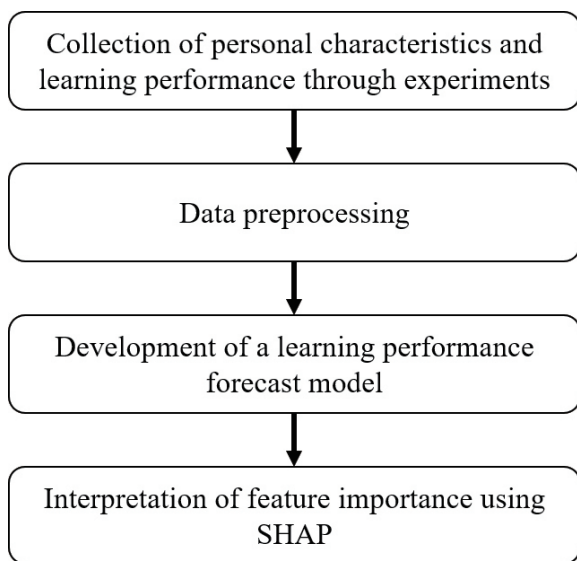 Collection of personal characteristics and
learning performance through experiments
Data preprocessing
Development of a learning performance
forecast model
Interpretation of feature importance using
SHAP